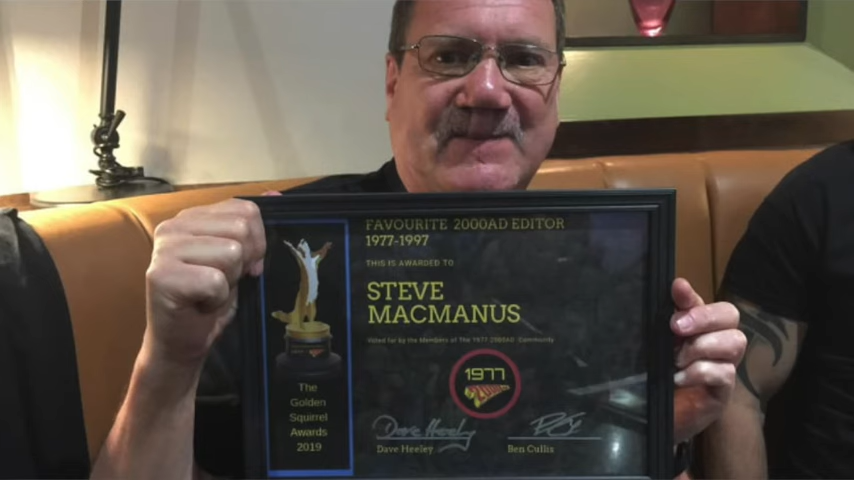 FAVOURITE 2000AD EDITOR
1977-1997
THIS IS AWARDED TO
STEVE
MACMANUS
Voted for by the Members of The 1977 2000AD Community
1977
2000AD
The
Golden
Squirrel
Awards
2019
Dave Heeley
Dave Heeley
Ben Cullis